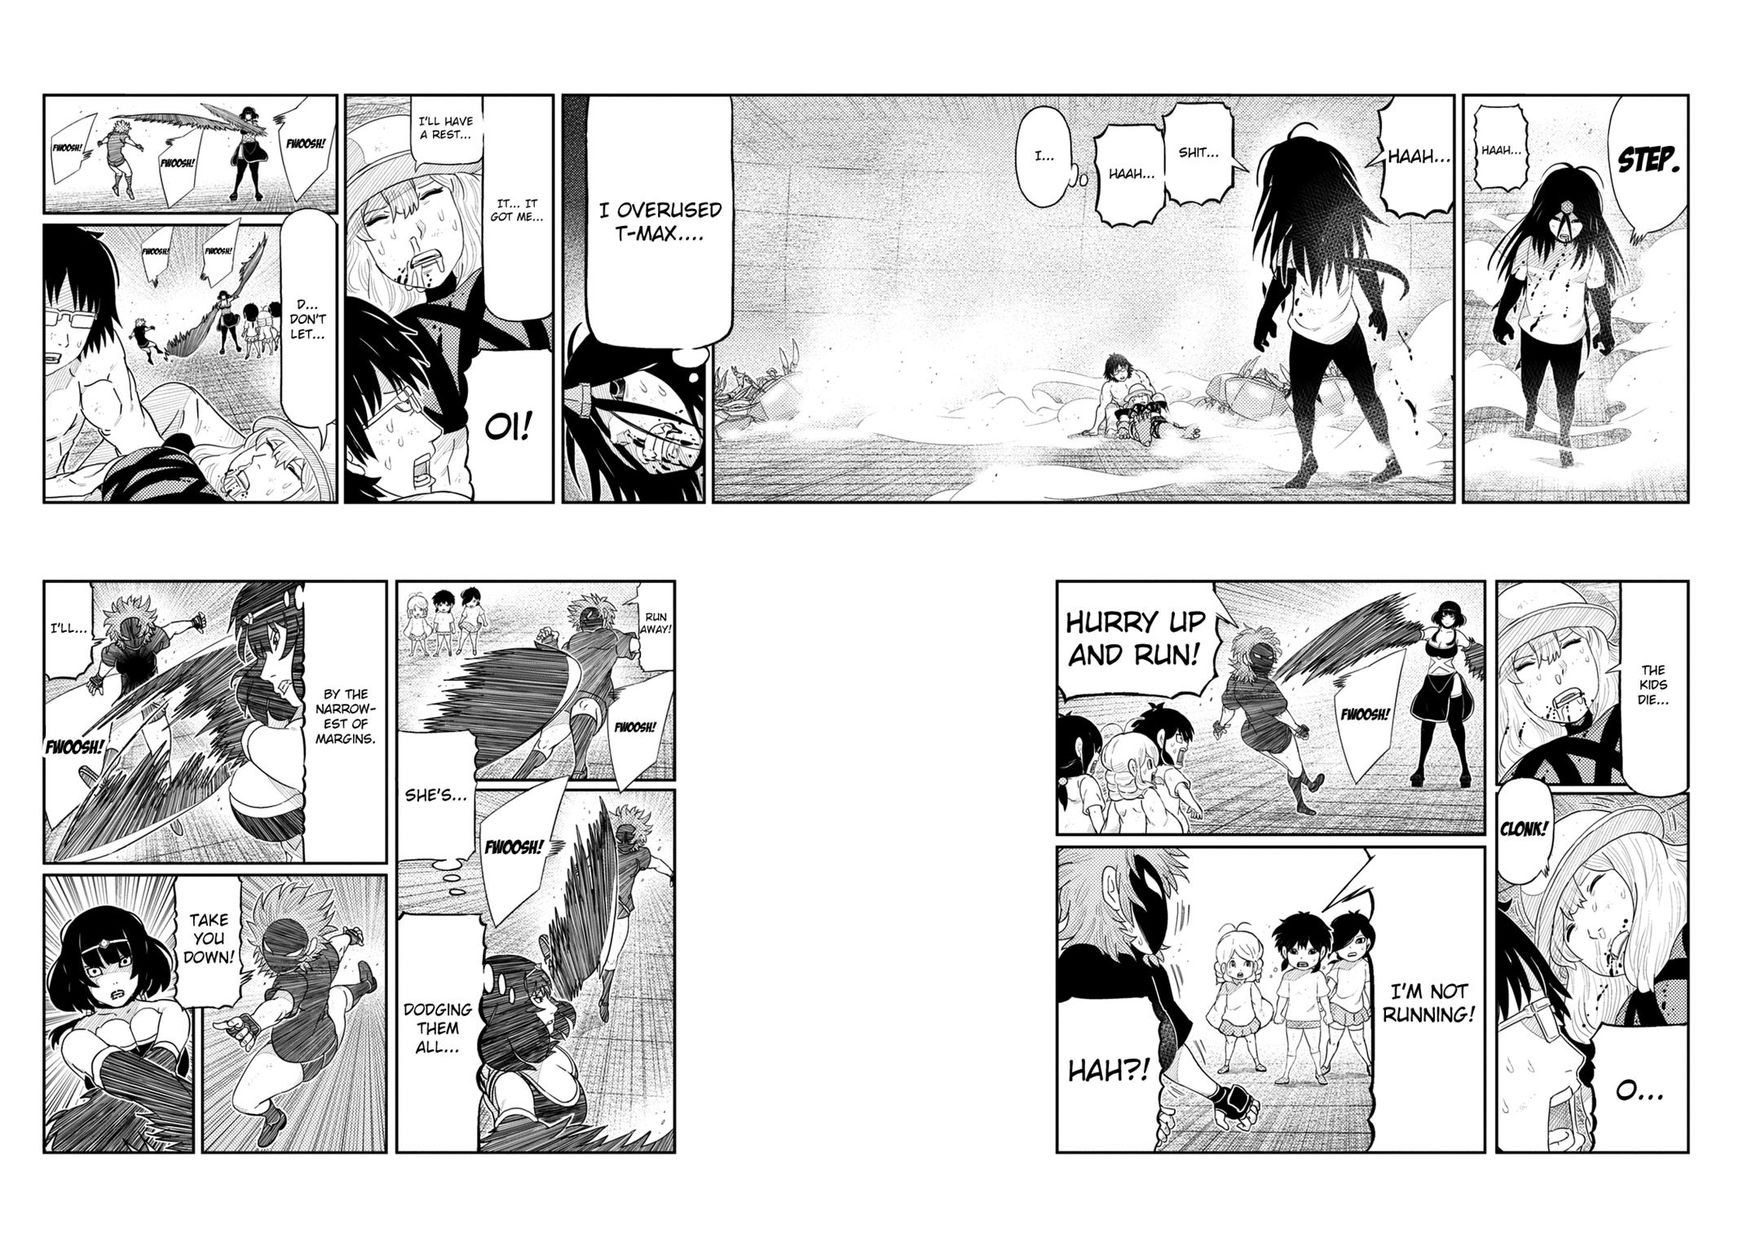 STEP.
HAAH...
HAAH...
SHIT...
HAAH...
I...
I OVERUSED
T-MAX....
IT... IT
GOT ME...
I'LL HAVE
A REST...
OI!
FWOOSH!
FWOOSH!
FWOOSH!
FWOOSH!
FWOOSH!
D...
DON'T
LET...
THE
KIDS
DIE...
CLONK!
O...
HURRY UP
AND RUN!
FWOOSH!
I'M NOT
RUNNING!
HAH?!
RUN
AWAY!
FWOOSH!
SHE'S...
FWOOSH!
DODGING
THEM
ALL...
BY THE
NARROW-
EST OF
MARGINS.
I'LL...
FWOOSH!
TAKE
YOU
DOWN!